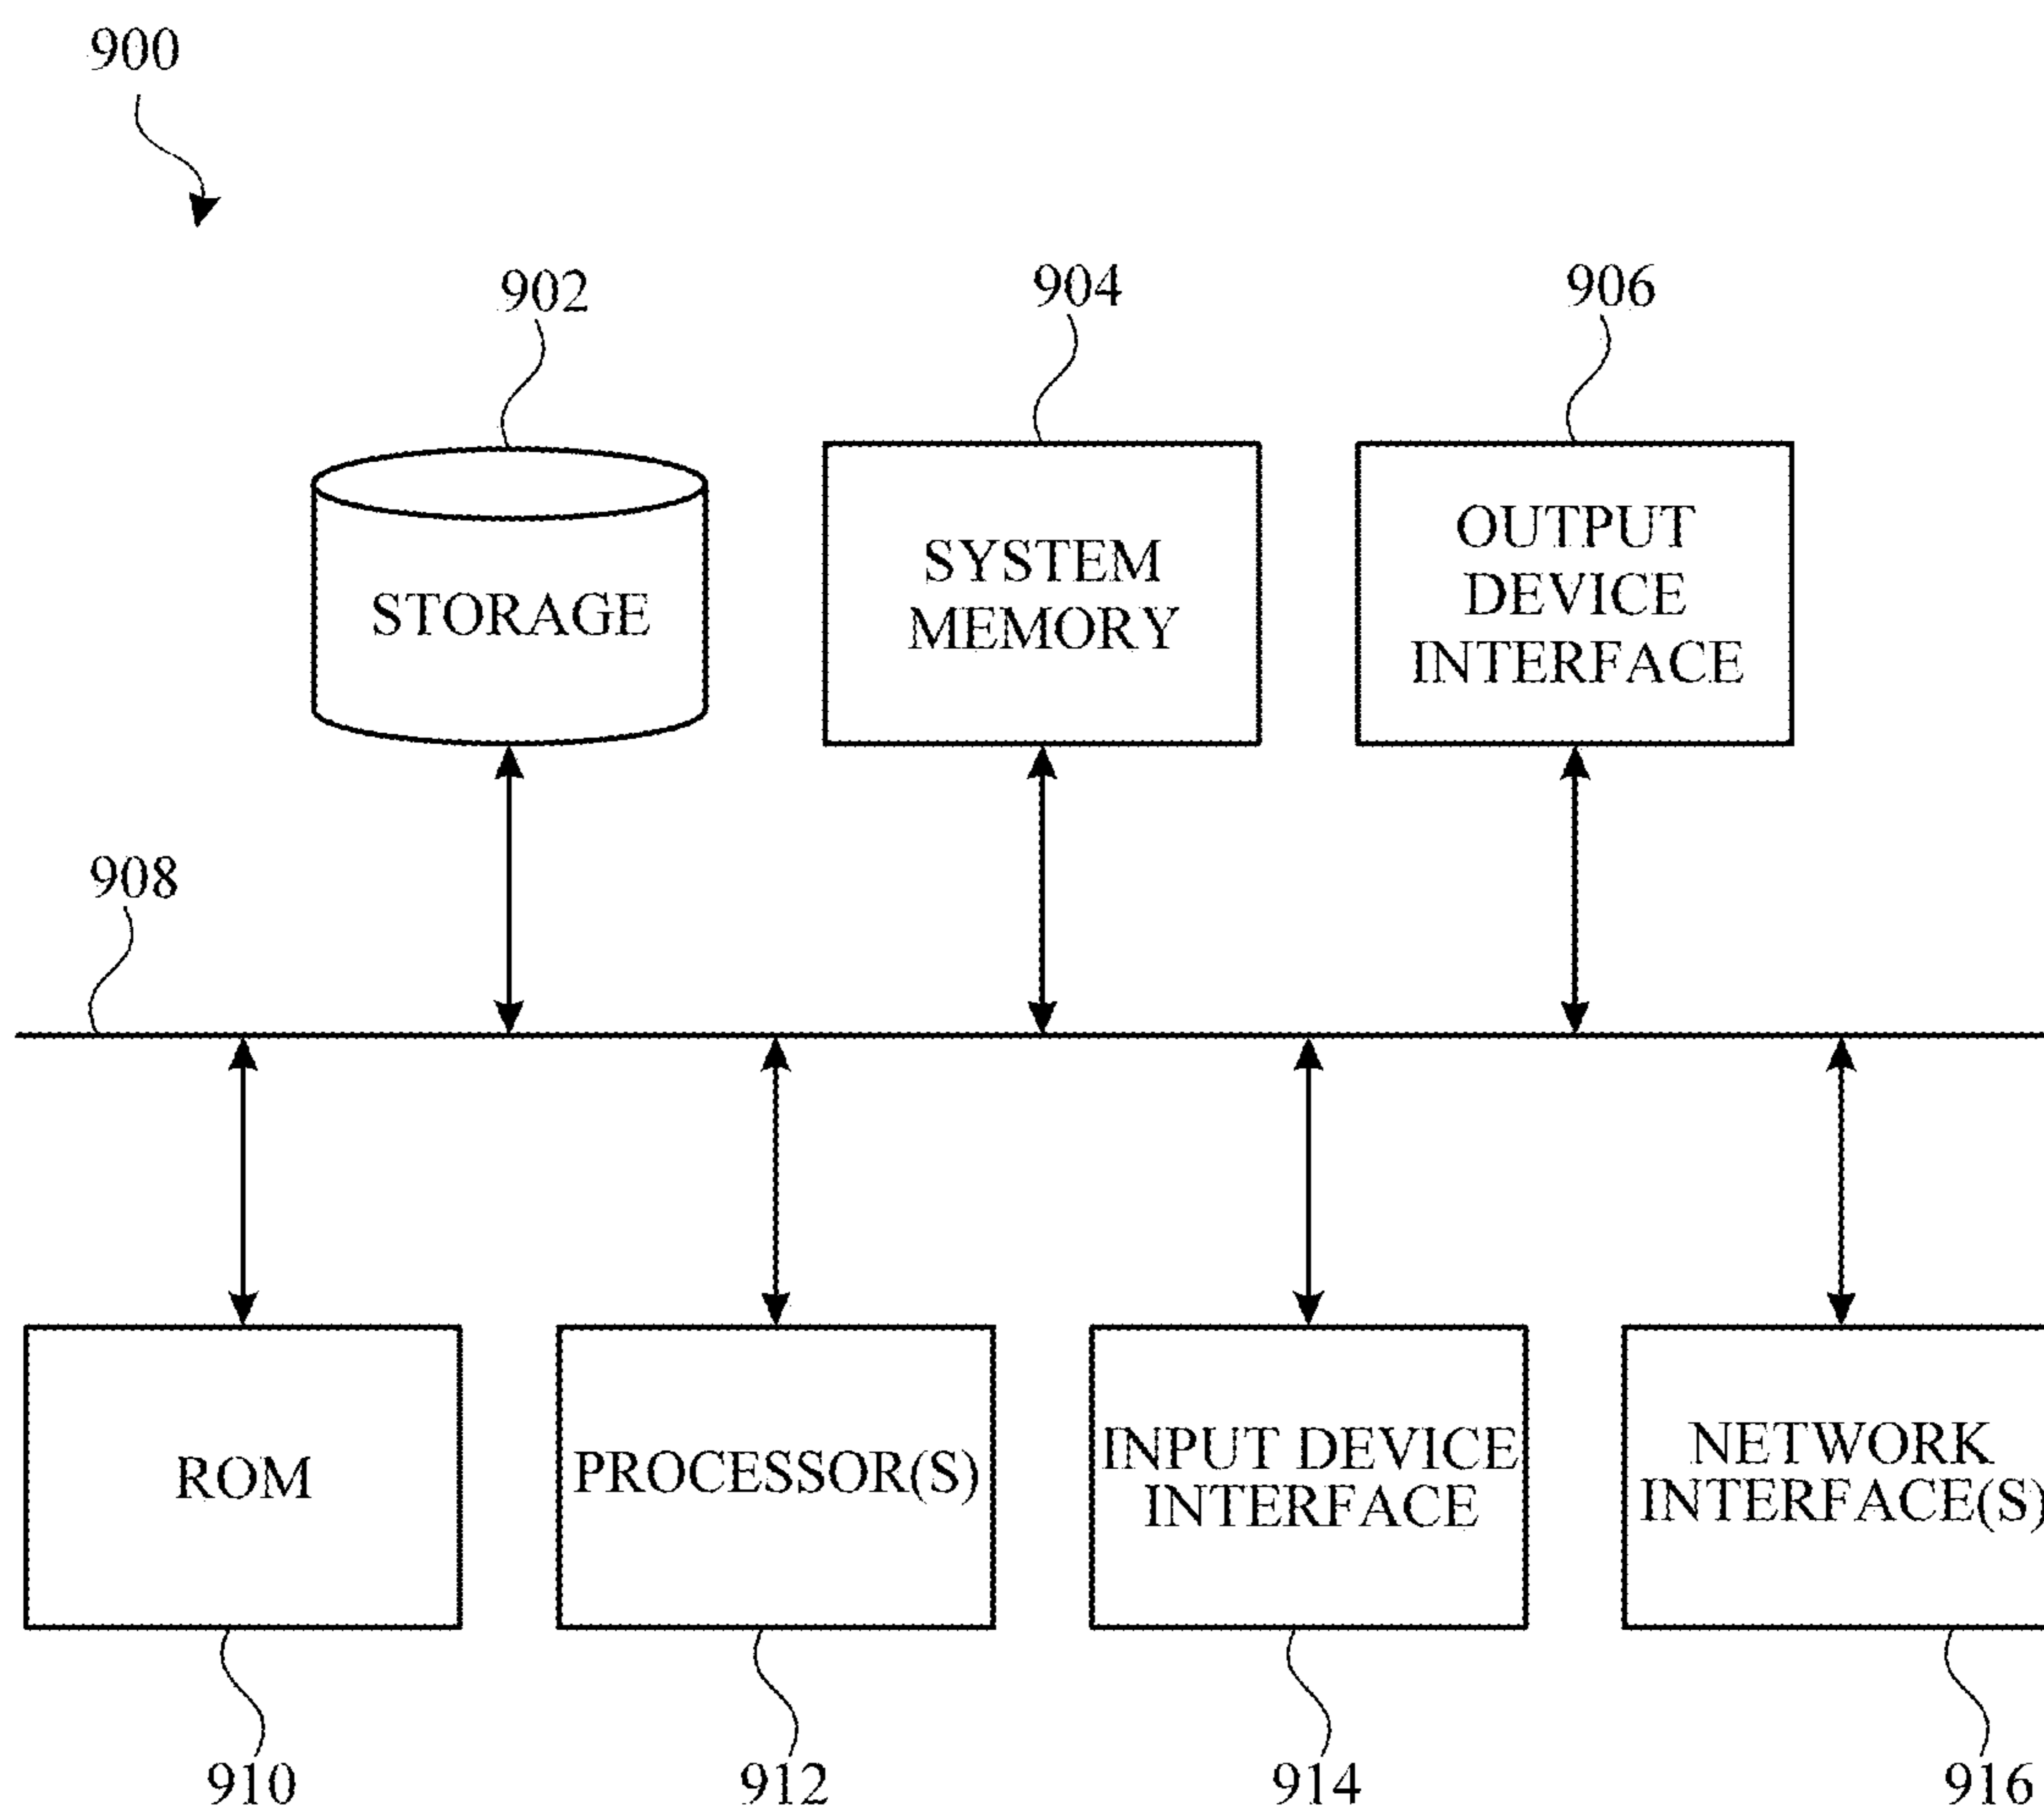 900
902
904
906
STORAGE
SYSTEM
MEMORY
OUTPUT
DEVICE
INTERFACE
908
ROM
PROCESSOR(S)
INPUT DEVICE
INTERFACE
NETWORK
INTERFACE(S)
910
912
914
916